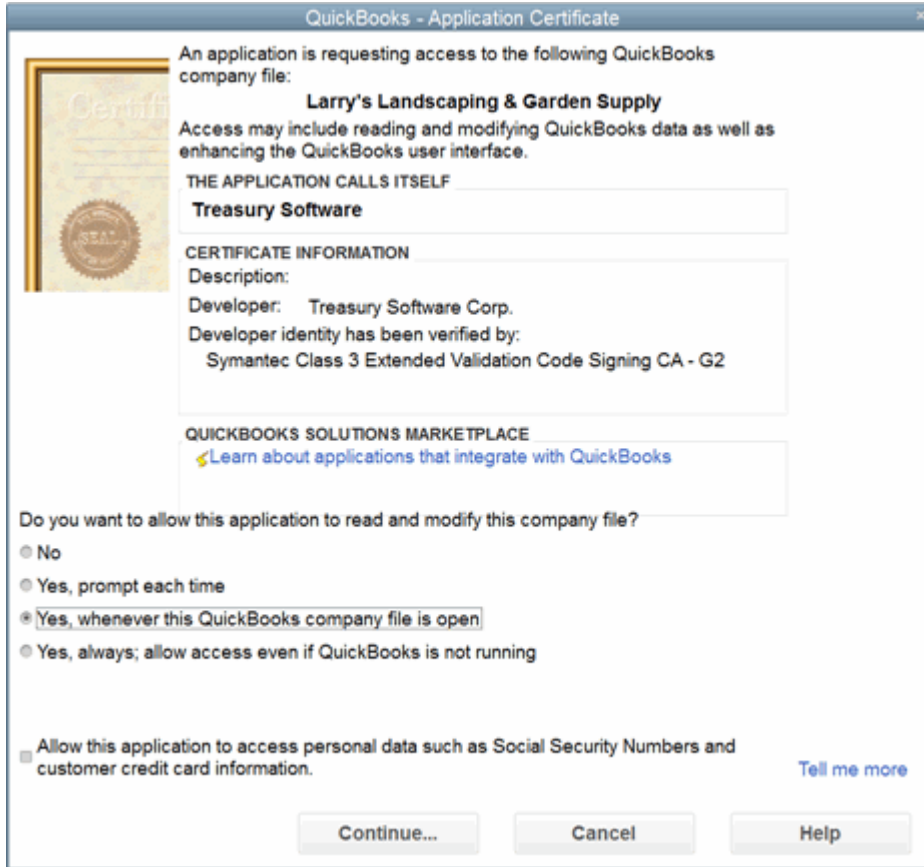 QuickBooks - Application Certificate
An application is requesting access to the following QuickBooks
company file:
Larry's Landscaping & Garden Supply
Access may include reading and modifying QuickBooks data as well as
enhancing the QuickBooks user interface.
THE APPLICATION CALLS ITSELF
Treasury Software
CERTIFICATE INFORMATION
Description:
Developer: Treasury Software Corp.
Developer identity has been verified by:
Symantec Class 3 Extended Validation Code Signing CA - G2
QUICKBOOKS SOLUTIONS MARKETPLACE
Learn about applications that integrate with QuickBooks
Do you want to allow this application to read and modify this company file?
No
Yes, prompt each time
Yes, whenever this QuickBooks company file is open
Yes, always; allow access even if QuickBooks is not running
Allow this application to access personal data such as Social Security Numbers and
customer credit card information.
Tell me more
Continue...
Cancel
Help
Certifi
SEAL